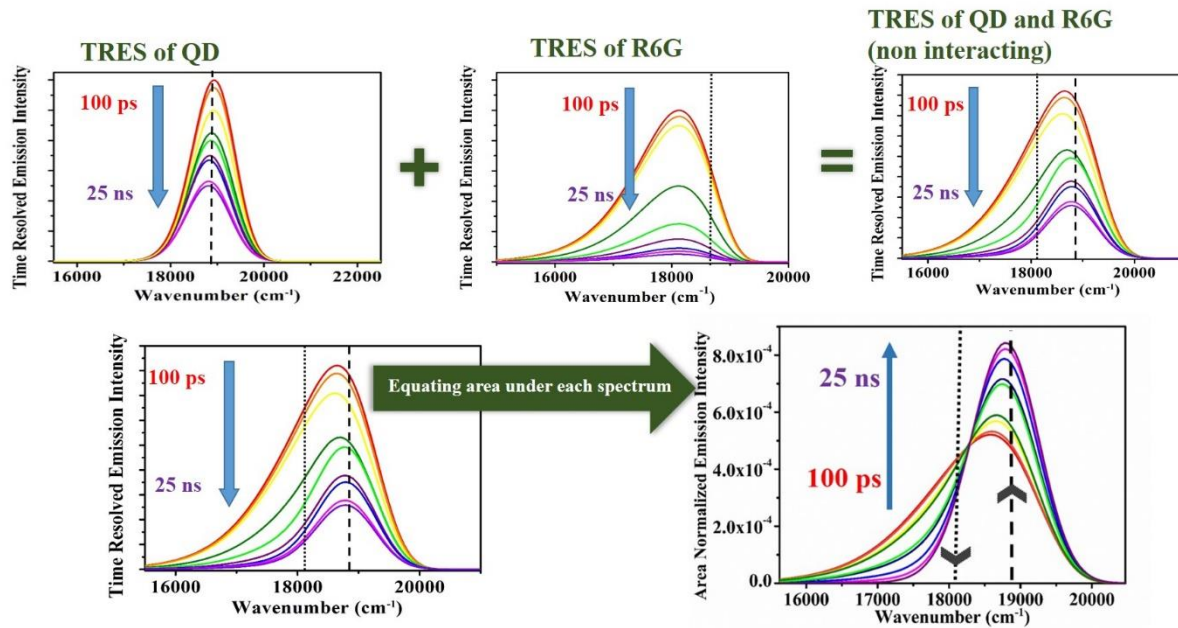 TRES of QD
Time Resolved Emission Intensity
100 ps
25 ns
16000 18000 20000 22000
Wavenumber (cm⁻¹)
+
TRES of R6G
Time Resolved Emission Intensity
100 ps
25 ns
16000 18000 20000
Wavenumber (cm⁻¹)
=
TRES of QD and R6G
(non interacting)
Time Resolved Emission Intensity
100 ps
25 ns
16000 18000 20000
Wavenumber (cm⁻¹)
Time Resolved Emission Intensity
100 ps
25 ns
16000 18000 20000
Wavenumber (cm⁻¹)
Equating area under each spectrum
Area Normalized Emission Intensity
8.0x10⁻⁴
6.0x10⁻⁴
4.0x10⁻⁴
2.0x10⁻⁴
0.0
25 ns
100 ps
16000 17000 18000 19000 20000
Wavenumber (cm⁻¹)